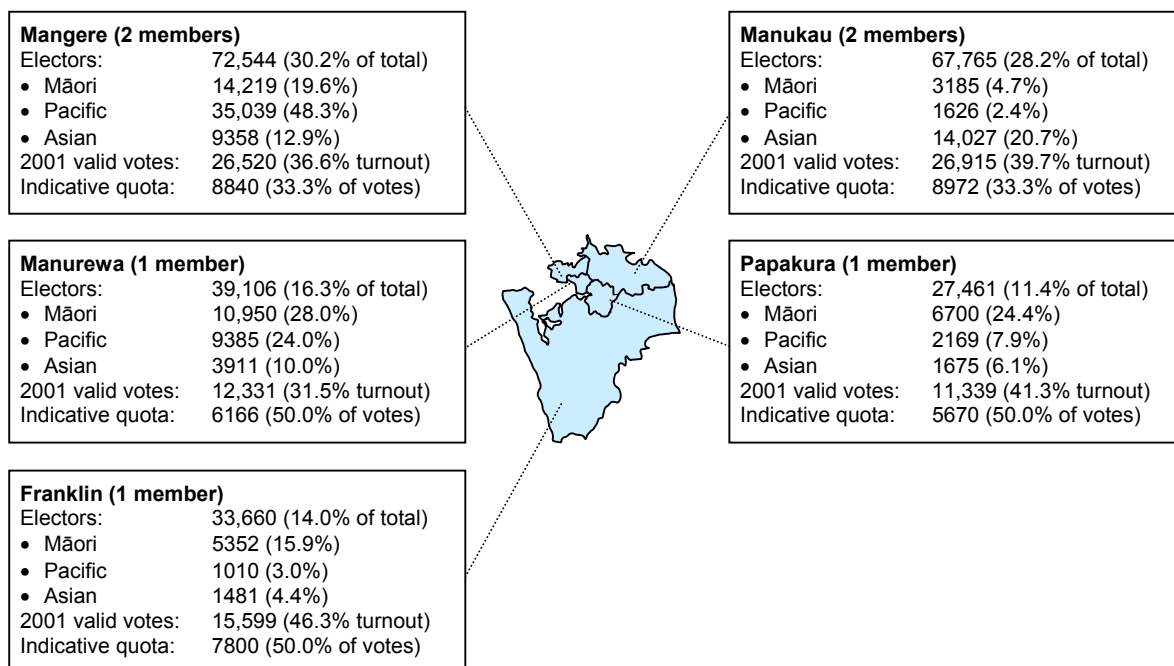 Mangere (2 members)
Electors: 72,544 (30.2% of total)
• Māori 14,219 (19.6%)
• Pacific 35,039 (48.3%)
• Asian 9358 (12.9%)
2001 valid votes: 26,520 (36.6% turnout)
Indicative quota: 8840 (33.3% of votes)
Manukau (2 members)
Electors: 67,765 (28.2% of total)
• Māori 3185 (4.7%)
• Pacific 1626 (2.4%)
• Asian 14,027 (20.7%)
2001 valid votes: 26,915 (39.7% turnout)
Indicative quota: 8972 (33.3% of votes)
Manurewa (1 member)
Electors: 39,106 (16.3% of total)
• Māori 10,950 (28.0%)
• Pacific 9385 (24.0%)
• Asian 3911 (10.0%)
2001 valid votes: 12,331 (31.5% turnout)
Indicative quota: 6166 (50.0% of votes)
Papakura (1 member)
Electors: 27,461 (11.4% of total)
• Māori 6700 (24.4%)
• Pacific 2169 (7.9%)
• Asian 1675 (6.1%)
2001 valid votes: 11,339 (41.3% turnout)
Indicative quota: 5670 (50.0% of votes)
Franklin (1 member)
Electors: 33,660 (14.0% of total)
• Māori 5352 (15.9%)
• Pacific 1010 (3.0%)
• Asian 1481 (4.4%)
2001 valid votes: 15,599 (46.3% turnout)
Indicative quota: 7800 (50.0% of votes)